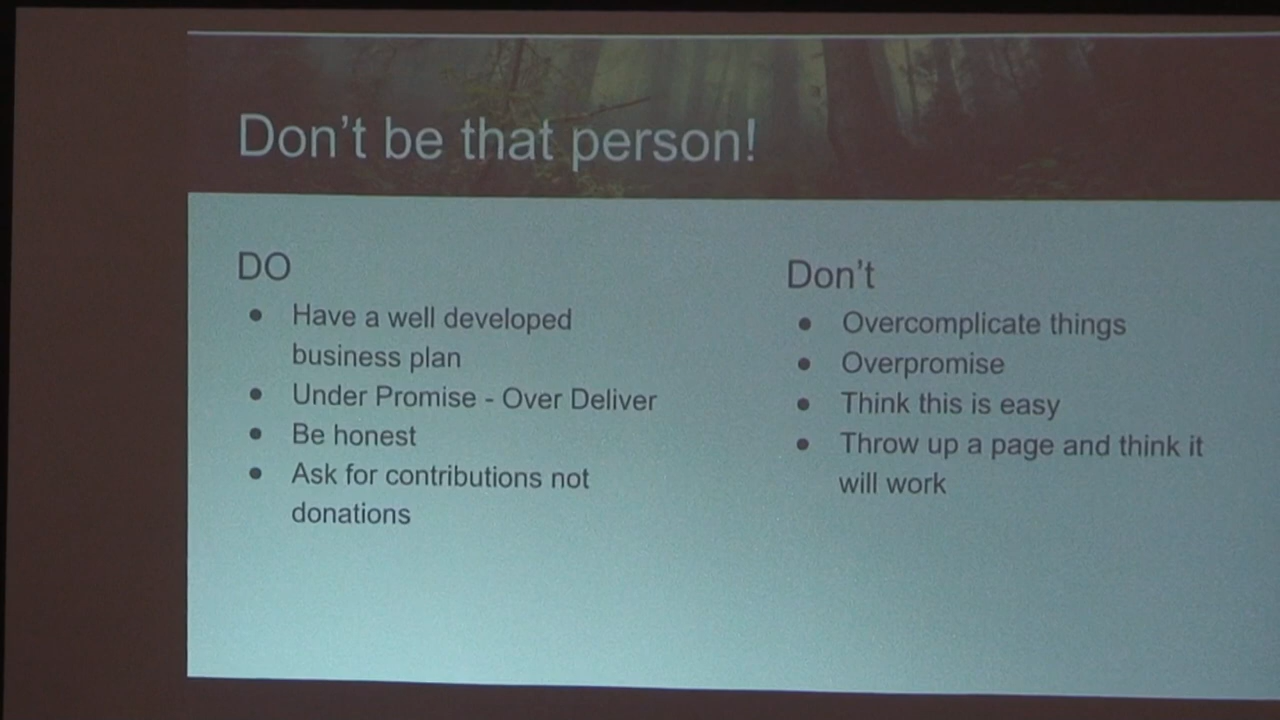 Don't be that person!
DO
● Have a well developed
business plan
● Under Promise - Over Deliver
● Be honest
● Ask for contributions not
donations
Don't
● Overcomplicate things
● Overpromise
● Think this is easy
● Throw up a page and think it
will work